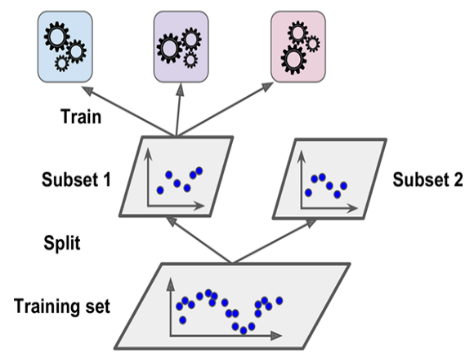 Train
Subset 1
Subset 2
Split
Training set